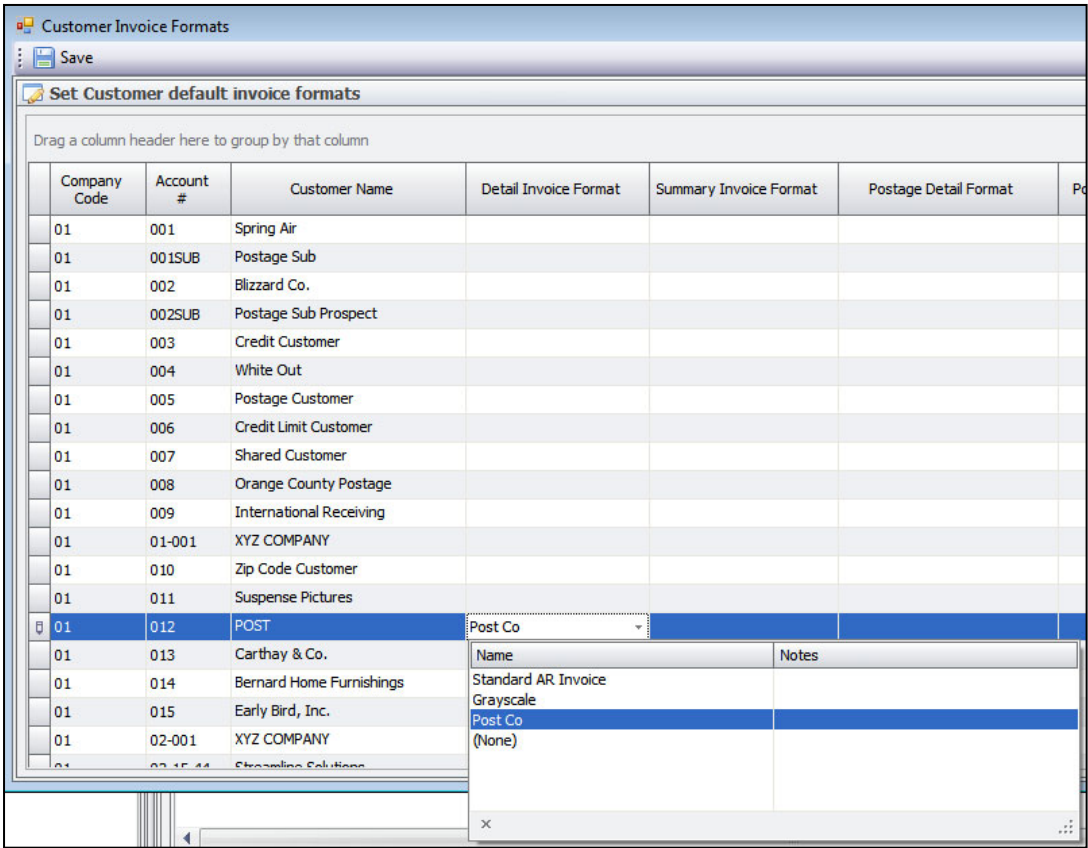 Customer Invoice Formats
Save
Set Customer default invoice formats
Drag a column header here to group by that column
Company Code Account # Customer Name Detail Invoice Format Summary Invoice Format Postage Detail Format
01 001 Spring Air
01 001SUB Postage Sub
01 002 Blizzard Co.
01 002SUB Postage Sub Prospect
01 003 Credit Customer
01 004 White Out
01 005 Postage Customer
01 006 Credit Limit Customer
01 007 Shared Customer
01 008 Orange County Postage
01 009 International Receiving
01 01-001 XYZ COMPANY
01 010 Zip Code Customer
01 011 Suspense Pictures
01 012 POST Post Co
01 013 Carthay & Co.
01 014 Bernard Home Furnishings
01 015 Early Bird, Inc.
01 02-001 XYZ COMPANY
Name Notes
Standard AR Invoice
Grayscale
Post Co
(None)